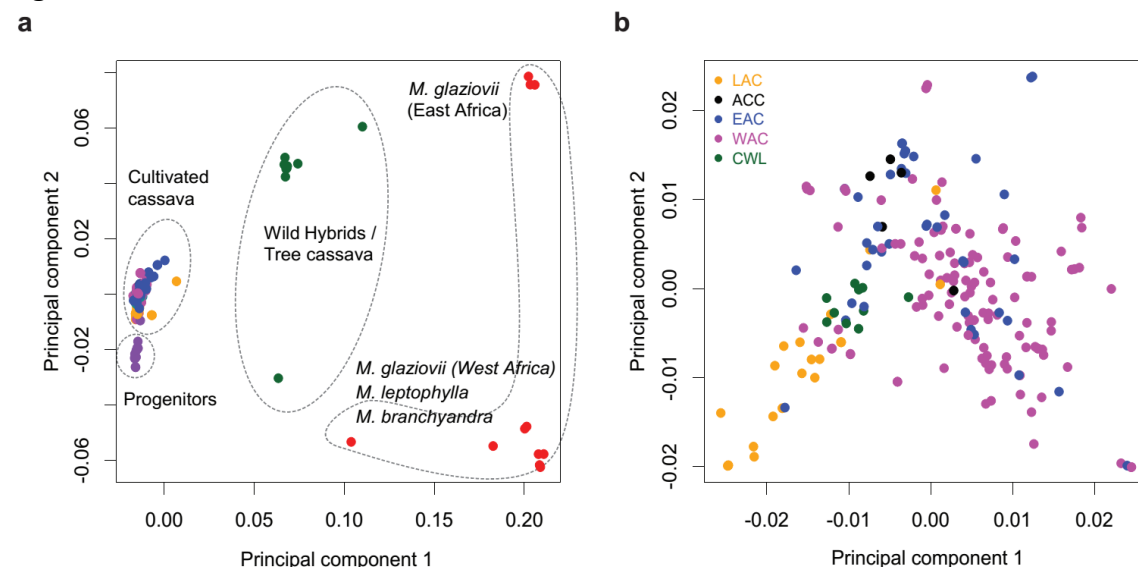 a
M. glaziovii
(East Africa)
Cultivated
cassava
Wild Hybrids /
Tree cassava
M. glaziovii (West Africa)
M. leptophylla
M. branchyandra
Progenitors
Principal component 2
0.06
0.02
-0.02
-0.06
0.00
0.05
0.10
0.15
0.20
Principal component 1
b
LAC
ACC
EAC
WAC
CWL
Principal component 2
0.02
0.01
0.00
-0.01
-0.02
-0.02
-0.01
0.00
0.01
0.02
Principal component 1